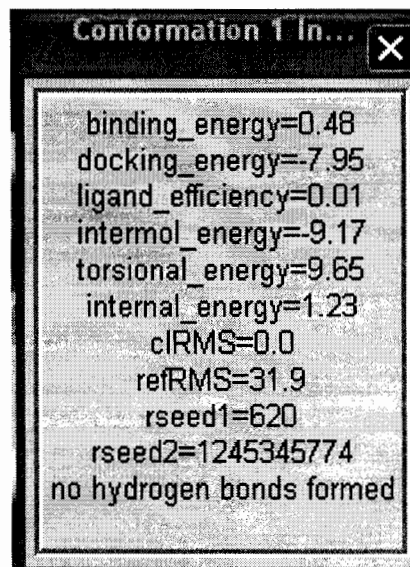 Conformation 1 In...
binding_energy=0.48
docking_energy=-7.95
ligand_efficiency=0.01
intermol_energy=-9.17
torsional_energy=9.65
internal_energy=1.23
clRMS=0.0
refRMS=31.9
rseed1=620
rseed2=1245345774
no hydrogen bonds formed